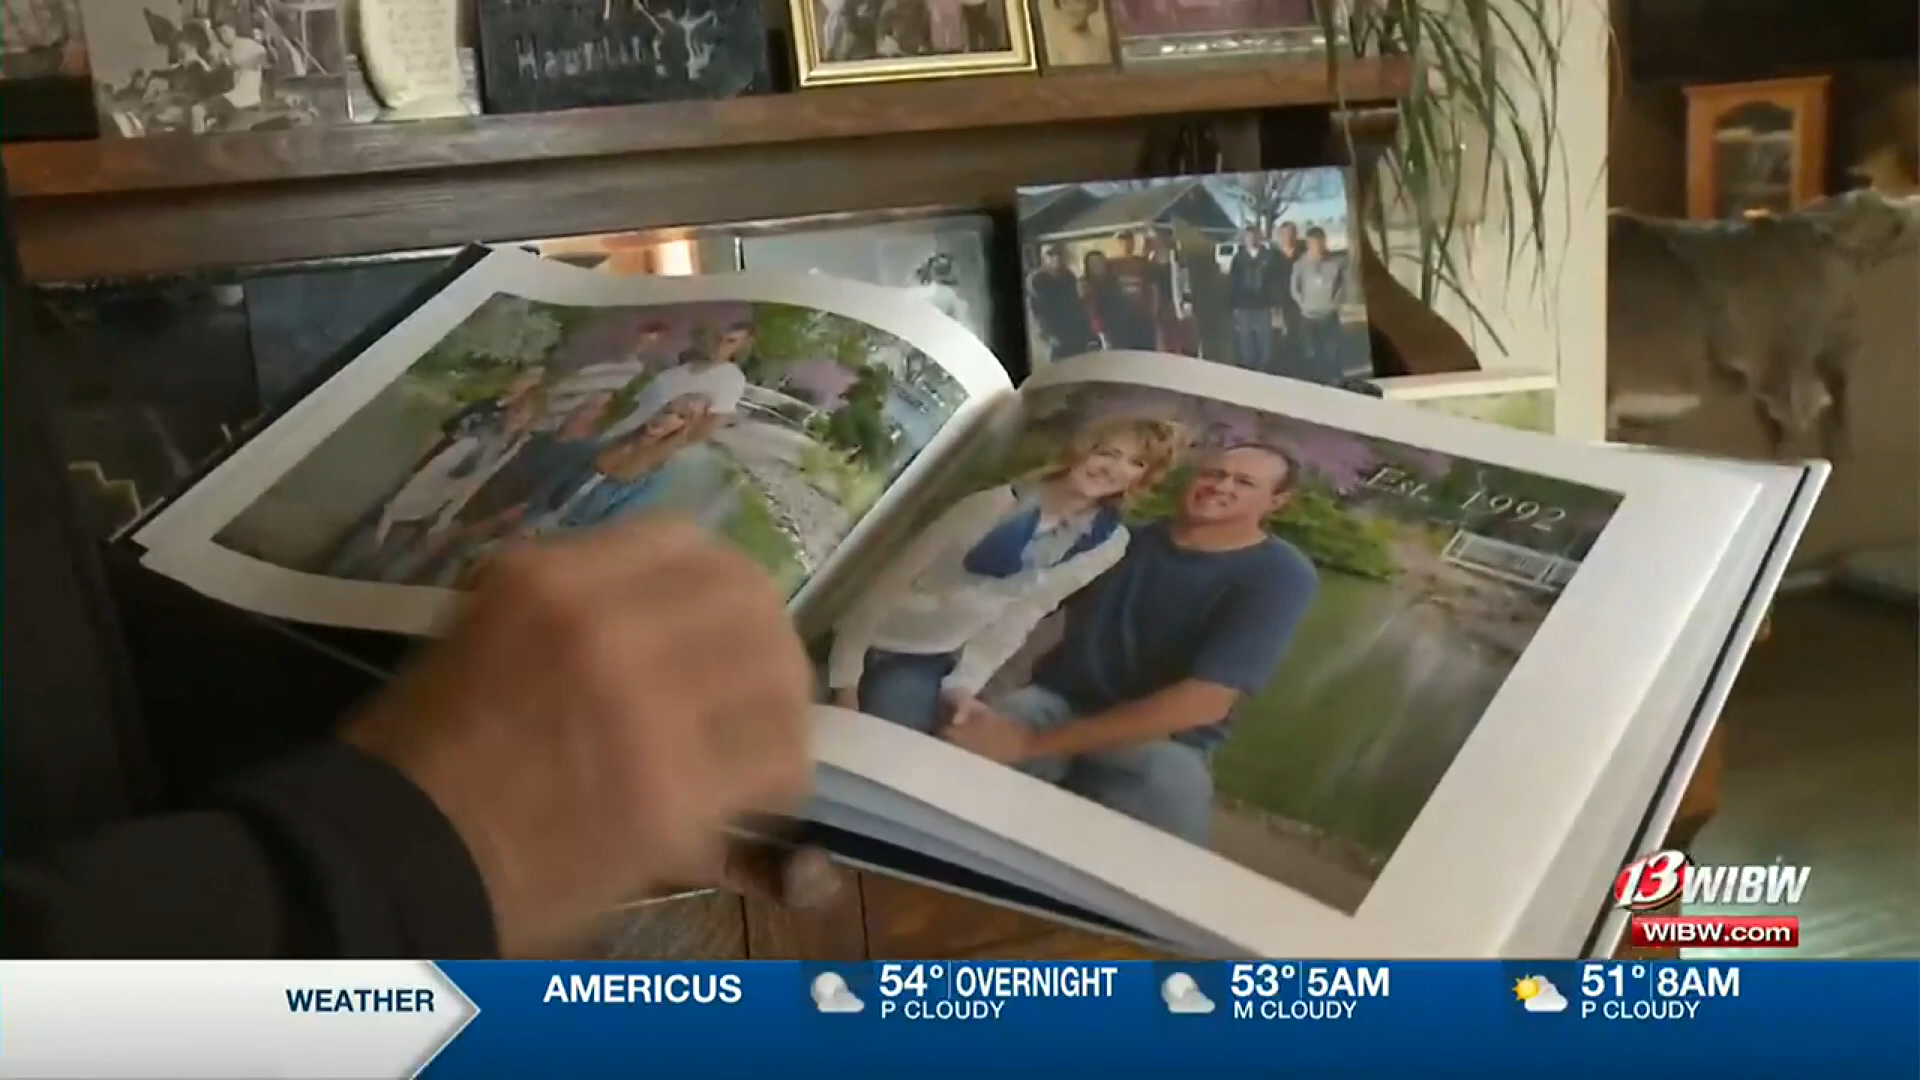 Est. 1992
13 WIBW
WIBW.com
WEATHER
AMERICUS
54° OVERNIGHT
P CLOUDY
53° 5AM
M CLOUDY
51° 8AM
P CLOUDY